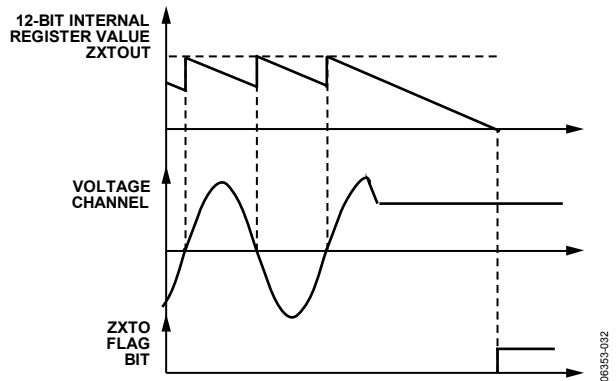 12-BIT INTERNAL
REGISTER VALUE
ZXTOUT
VOLTAGE
CHANNEL
ZXTO
FLAG
BIT
06353-032